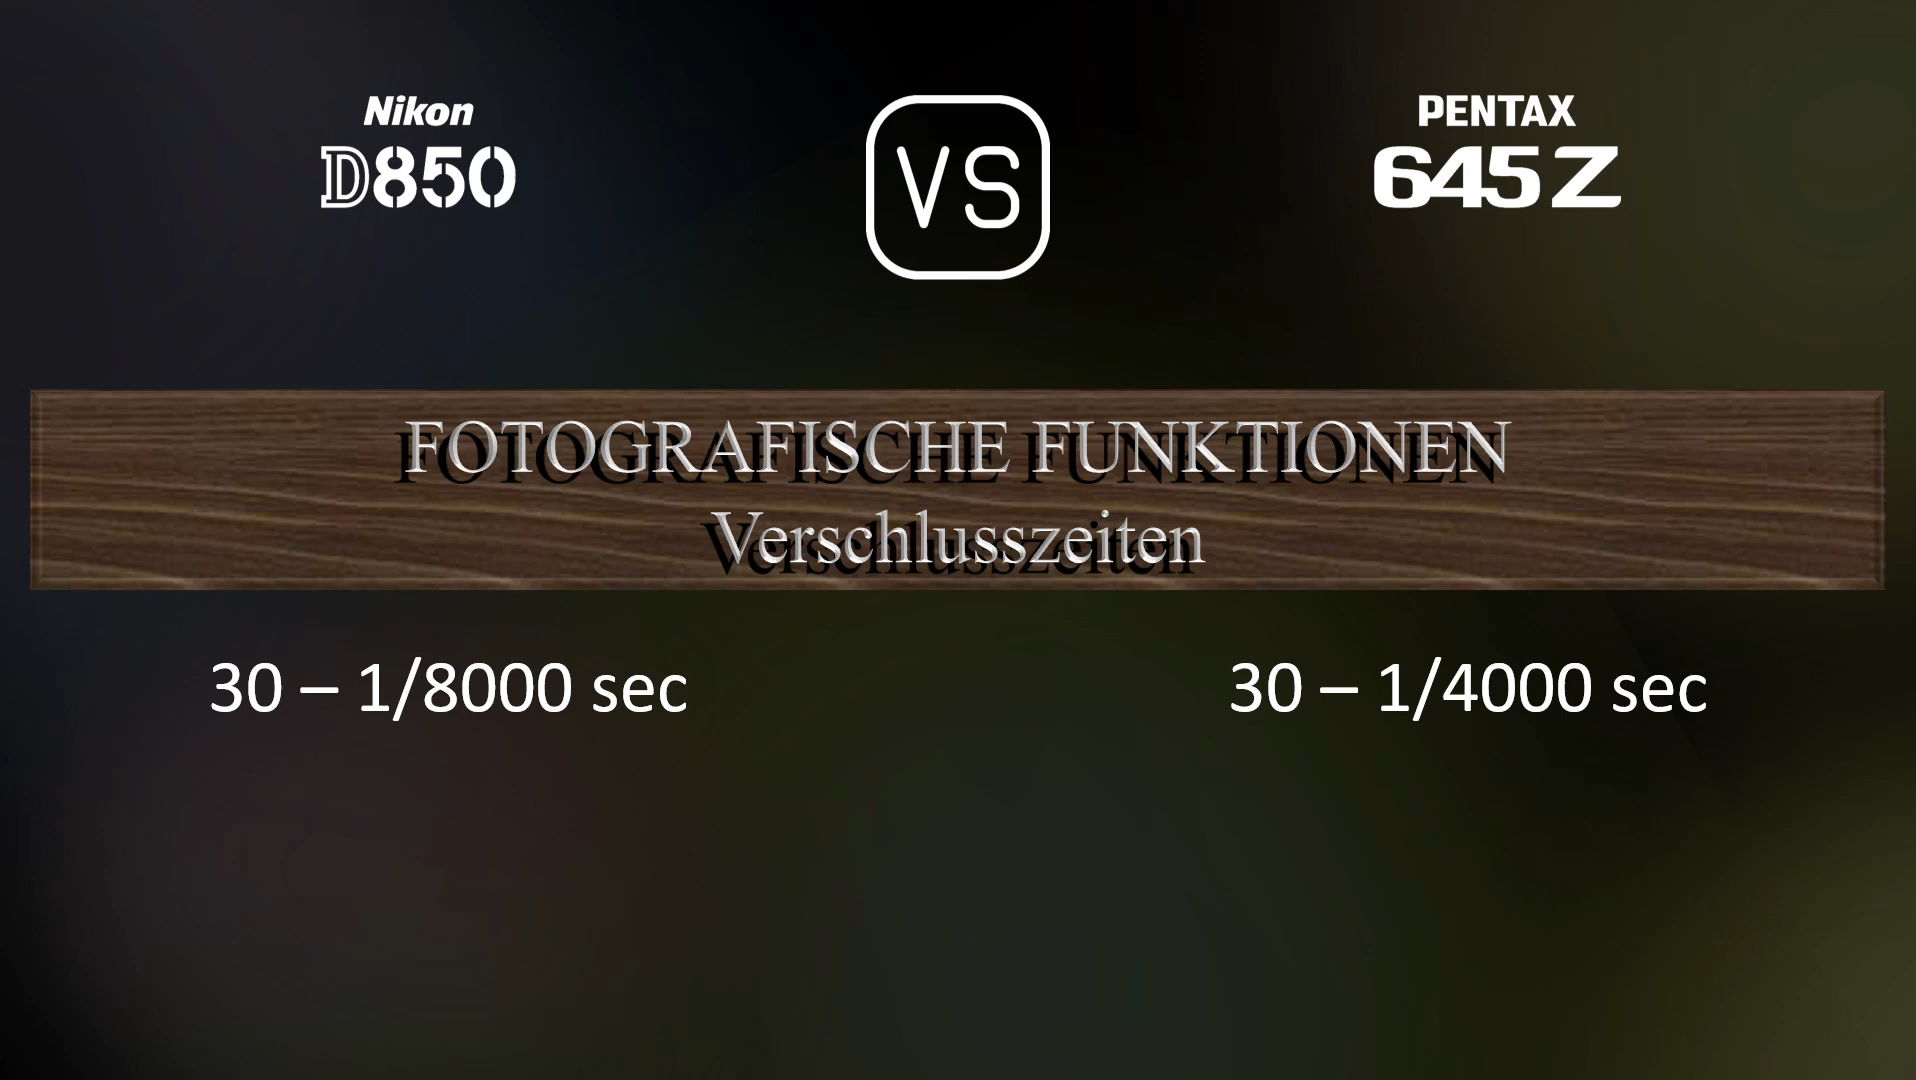 Nikon
D850
VS
PENTAX
645Z
FOTOGRAFISCHE FUNKTIONEN
Verschlusszeiten
30 – 1/8000 sec
30 – 1/4000 sec